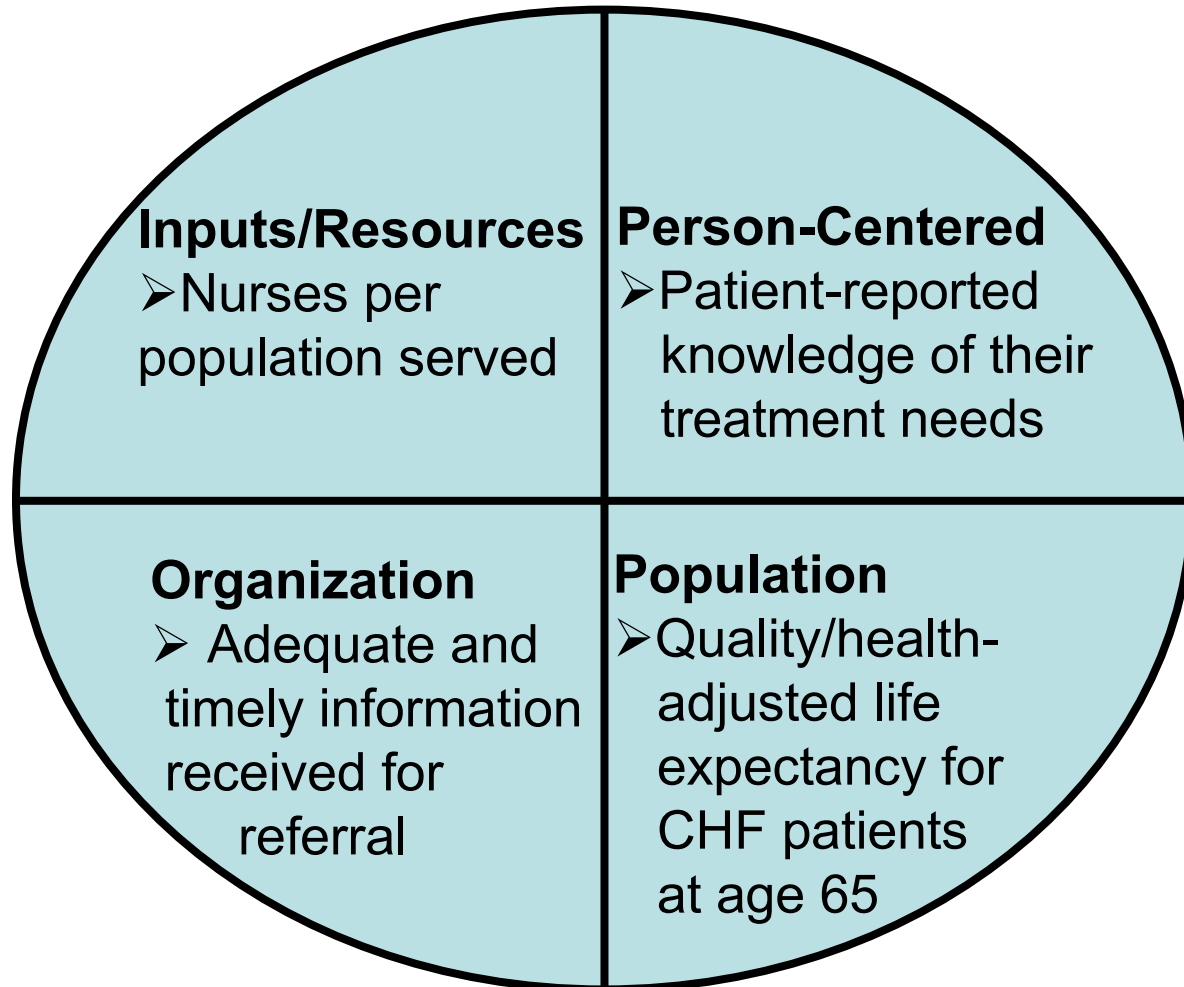 Inputs/Resources
➢Nurses per
population served
Person-Centered
➢Patient-reported
knowledge of their
treatment needs
Organization
➢ Adequate and
timely information
received for
referral
Population
➢Quality/health-
adjusted life
expectancy for
CHF patients
at age 65